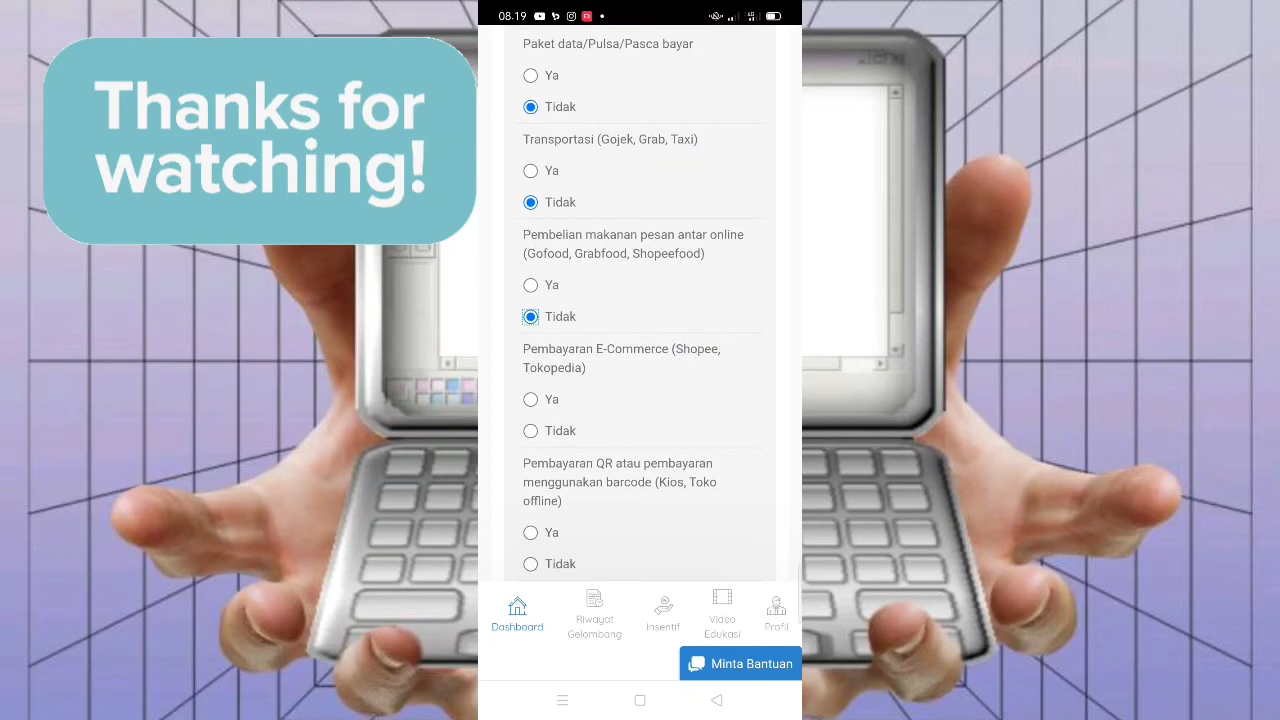 Thanks for
watching!
08.19
Paket data/Pulsa/Pasca bayar
Ya
Tidak
Transportasi (Gojek, Grab, Taxi)
Ya
Tidak
Pembelian makanan pesan antar online
(Gofood, Grabfood, Shopeefood)
Ya
Tidak
Pembayaran E-Commerce (Shopee,
Tokopedia)
Ya
Tidak
Pembayaran QR atau pembayaran
menggunakan barcode (Kios, Toko
offline)
Ya
Tidak
Dashboard
Riwayat
Gelombang
Insentif
Video
Edukasi
Profil
Minta Bantuan